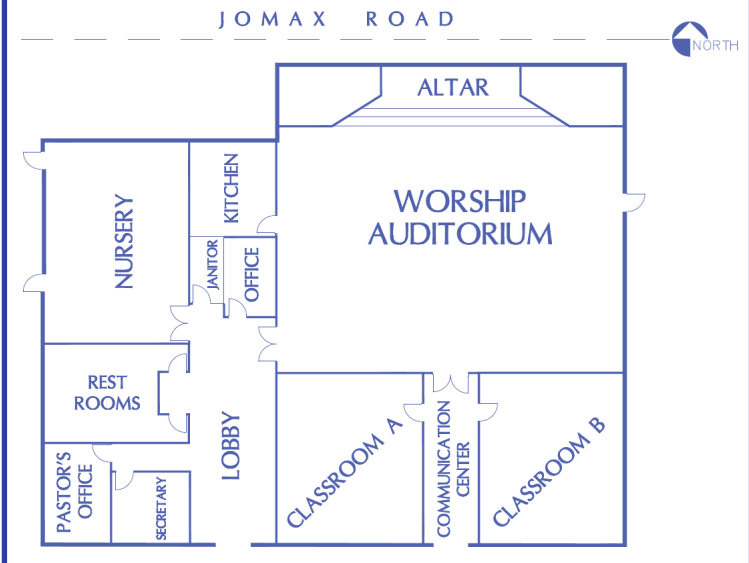 JOMAX ROAD
NORTH
ALTAR
WORSHIP
AUDITORIUM
KITCHEN
NURSERY
JANITOR
OFFICE
REST
ROOMS
LOBBY
CLASSROOM A
COMMUNICATION
CENTER
CLASSROOM B
PASTOR'S
OFFICE
SECRETARY